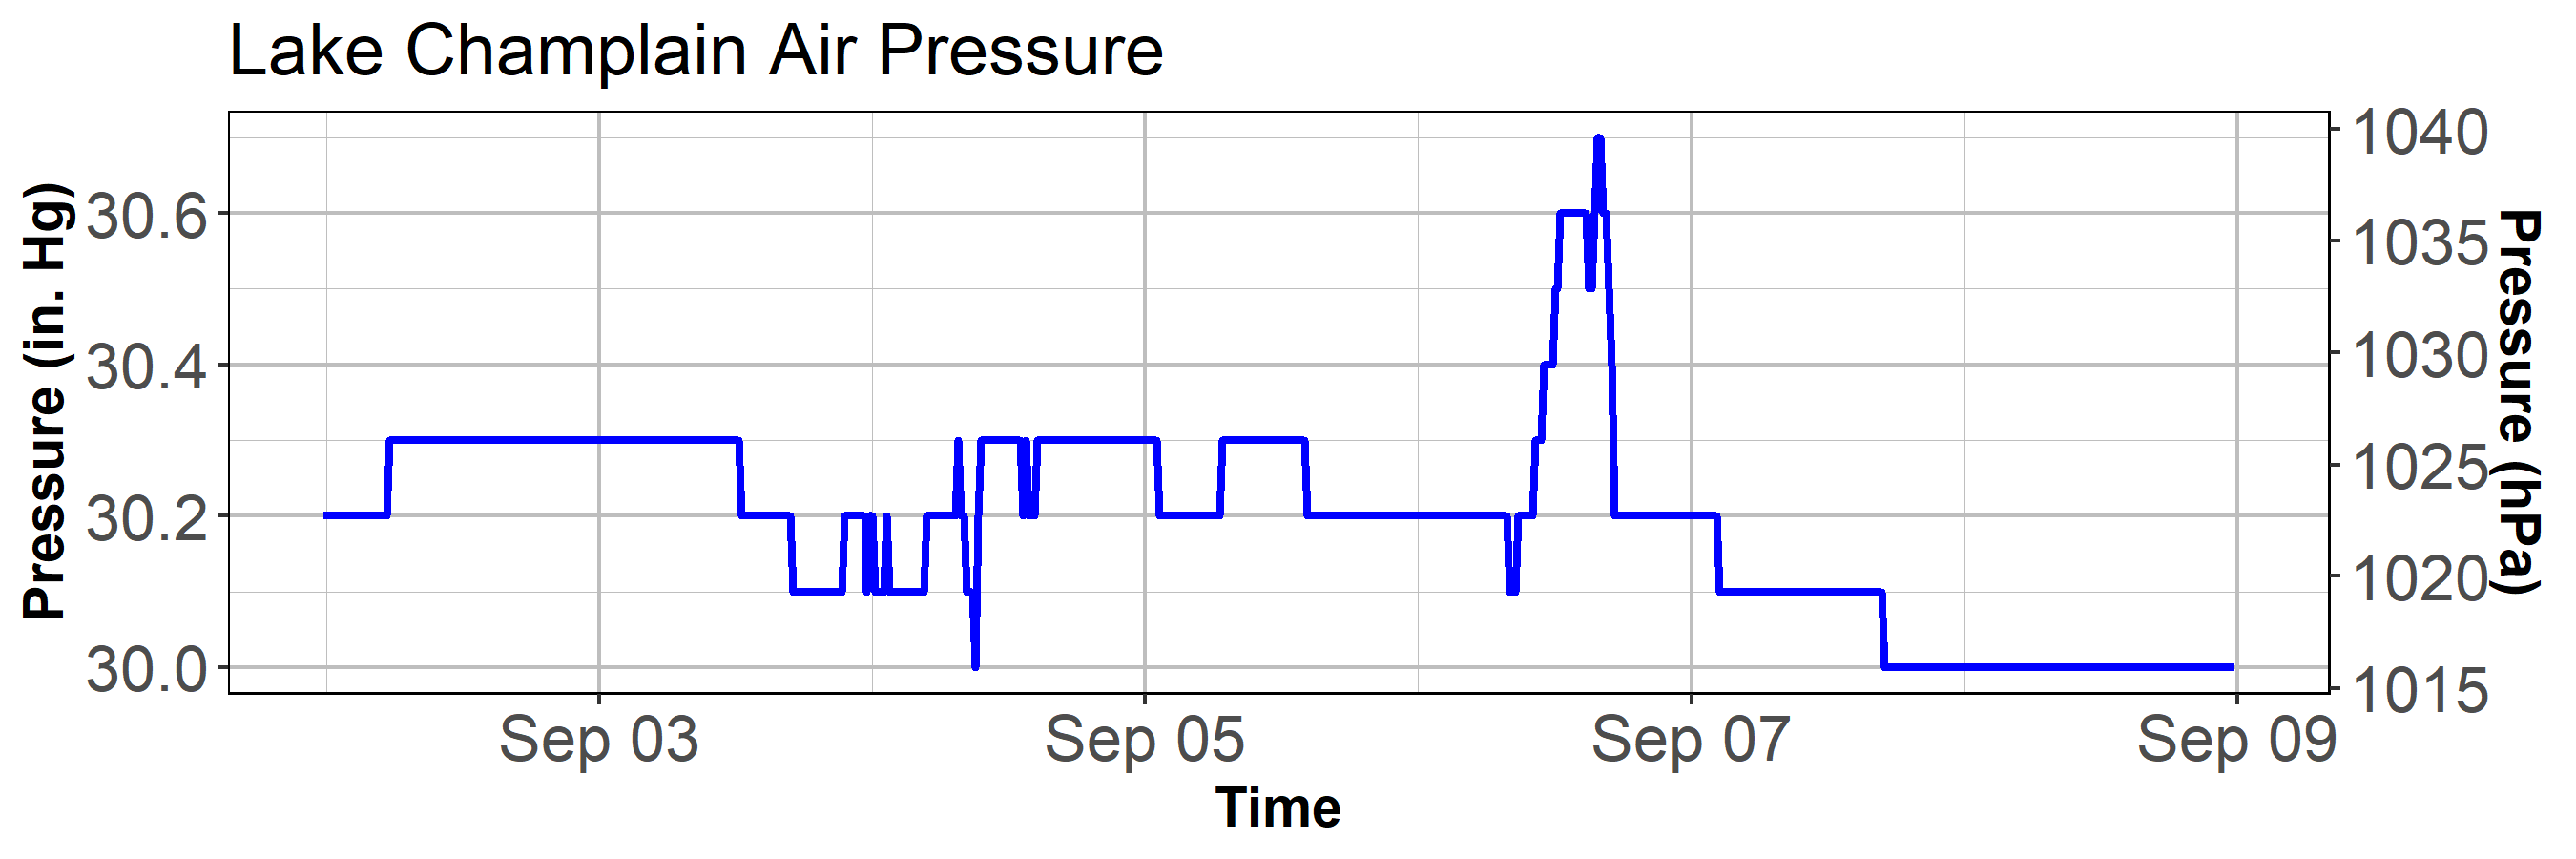 Lake Champlain Air Pressure
Pressure (in. Hg)
30.6
30.4
30.2
30.0
1040
1035
1030
1025
1020
1015
Pressure (hPa)
Sep 03 Sep 05 Sep 07 Sep 09
Time